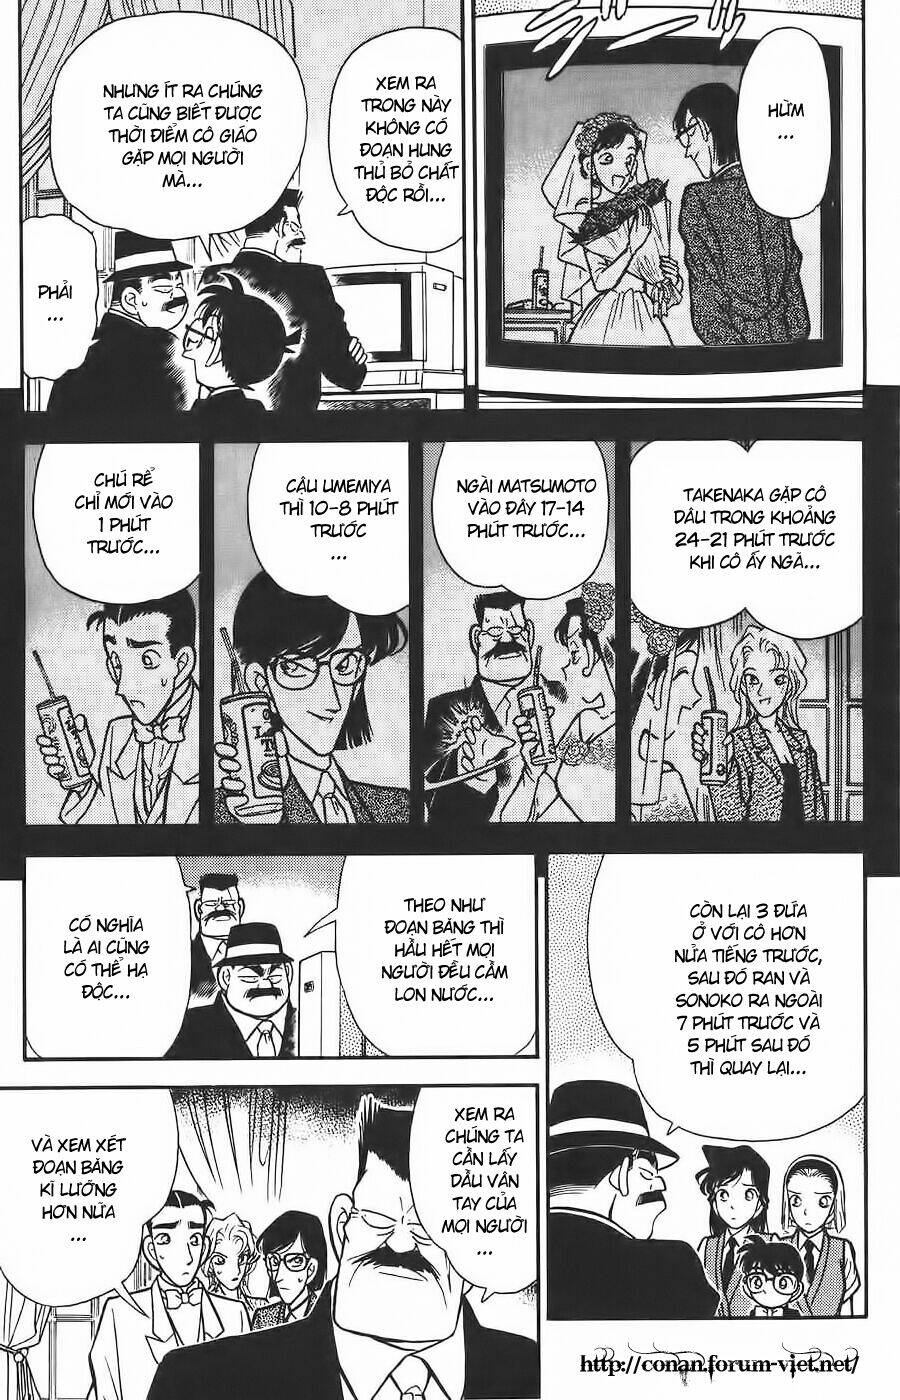 HỪM
...
XEM RA
TRONG NÀY
KHÔNG CÓ
ĐOẠN HUNG
THỦ BỎ CHẤT
ĐỘC RỒI...
NHƯNG ÍT RA CHÚNG
TA CŨNG BIẾT ĐƯỢC
THỜI ĐIỂM CÔ GIÁO
GẶP MỌI NGƯỜI
MÀ...
PHẢI
...
TAKENAKA GẶP CÔ
DÂU TRONG KHOẢNG
24-21 PHÚT TRƯỚC
KHI CÔ ẤY NGÃ...
NGÀI MATSUMOTO
VÀO ĐÂY 17-14
PHÚT TRƯỚC...
CẬU UMEMIYA
THÌ 10-8 PHÚT
TRƯỚC
...
CHÚ RỂ
CHỈ MỚI VÀO
1 PHÚT
TRƯỚC...
CÒN LẠI 3 ĐỨA
Ở VỚI CÔ HƠN
NỬA TIẾNG TRƯỚC,
SAU ĐÓ RAN VÀ
SONOKO RA NGOÀI
7 PHÚT TRƯỚC VÀ
5 PHÚT SAU ĐÓ
THÌ QUAY LẠI...
THEO NHƯ
ĐOẠN BĂNG THÌ
HẦU HẾT MỌI
NGƯỜI ĐỀU CẦM
LON NƯỚC...
CÓ NGHĨA
LÀ AI CŨNG
CÓ THỂ HẠ
ĐỘC...
XEM RA
CHÚNG TA
CẦN LẤY
DẤU VÂN
TAY CỦA
MỌI NGƯỜI
...
VÀ XEM XÉT
ĐOẠN BĂNG
KĨ LƯỠNG
HƠN NỮA
...
http://conan.forum-viet.net/